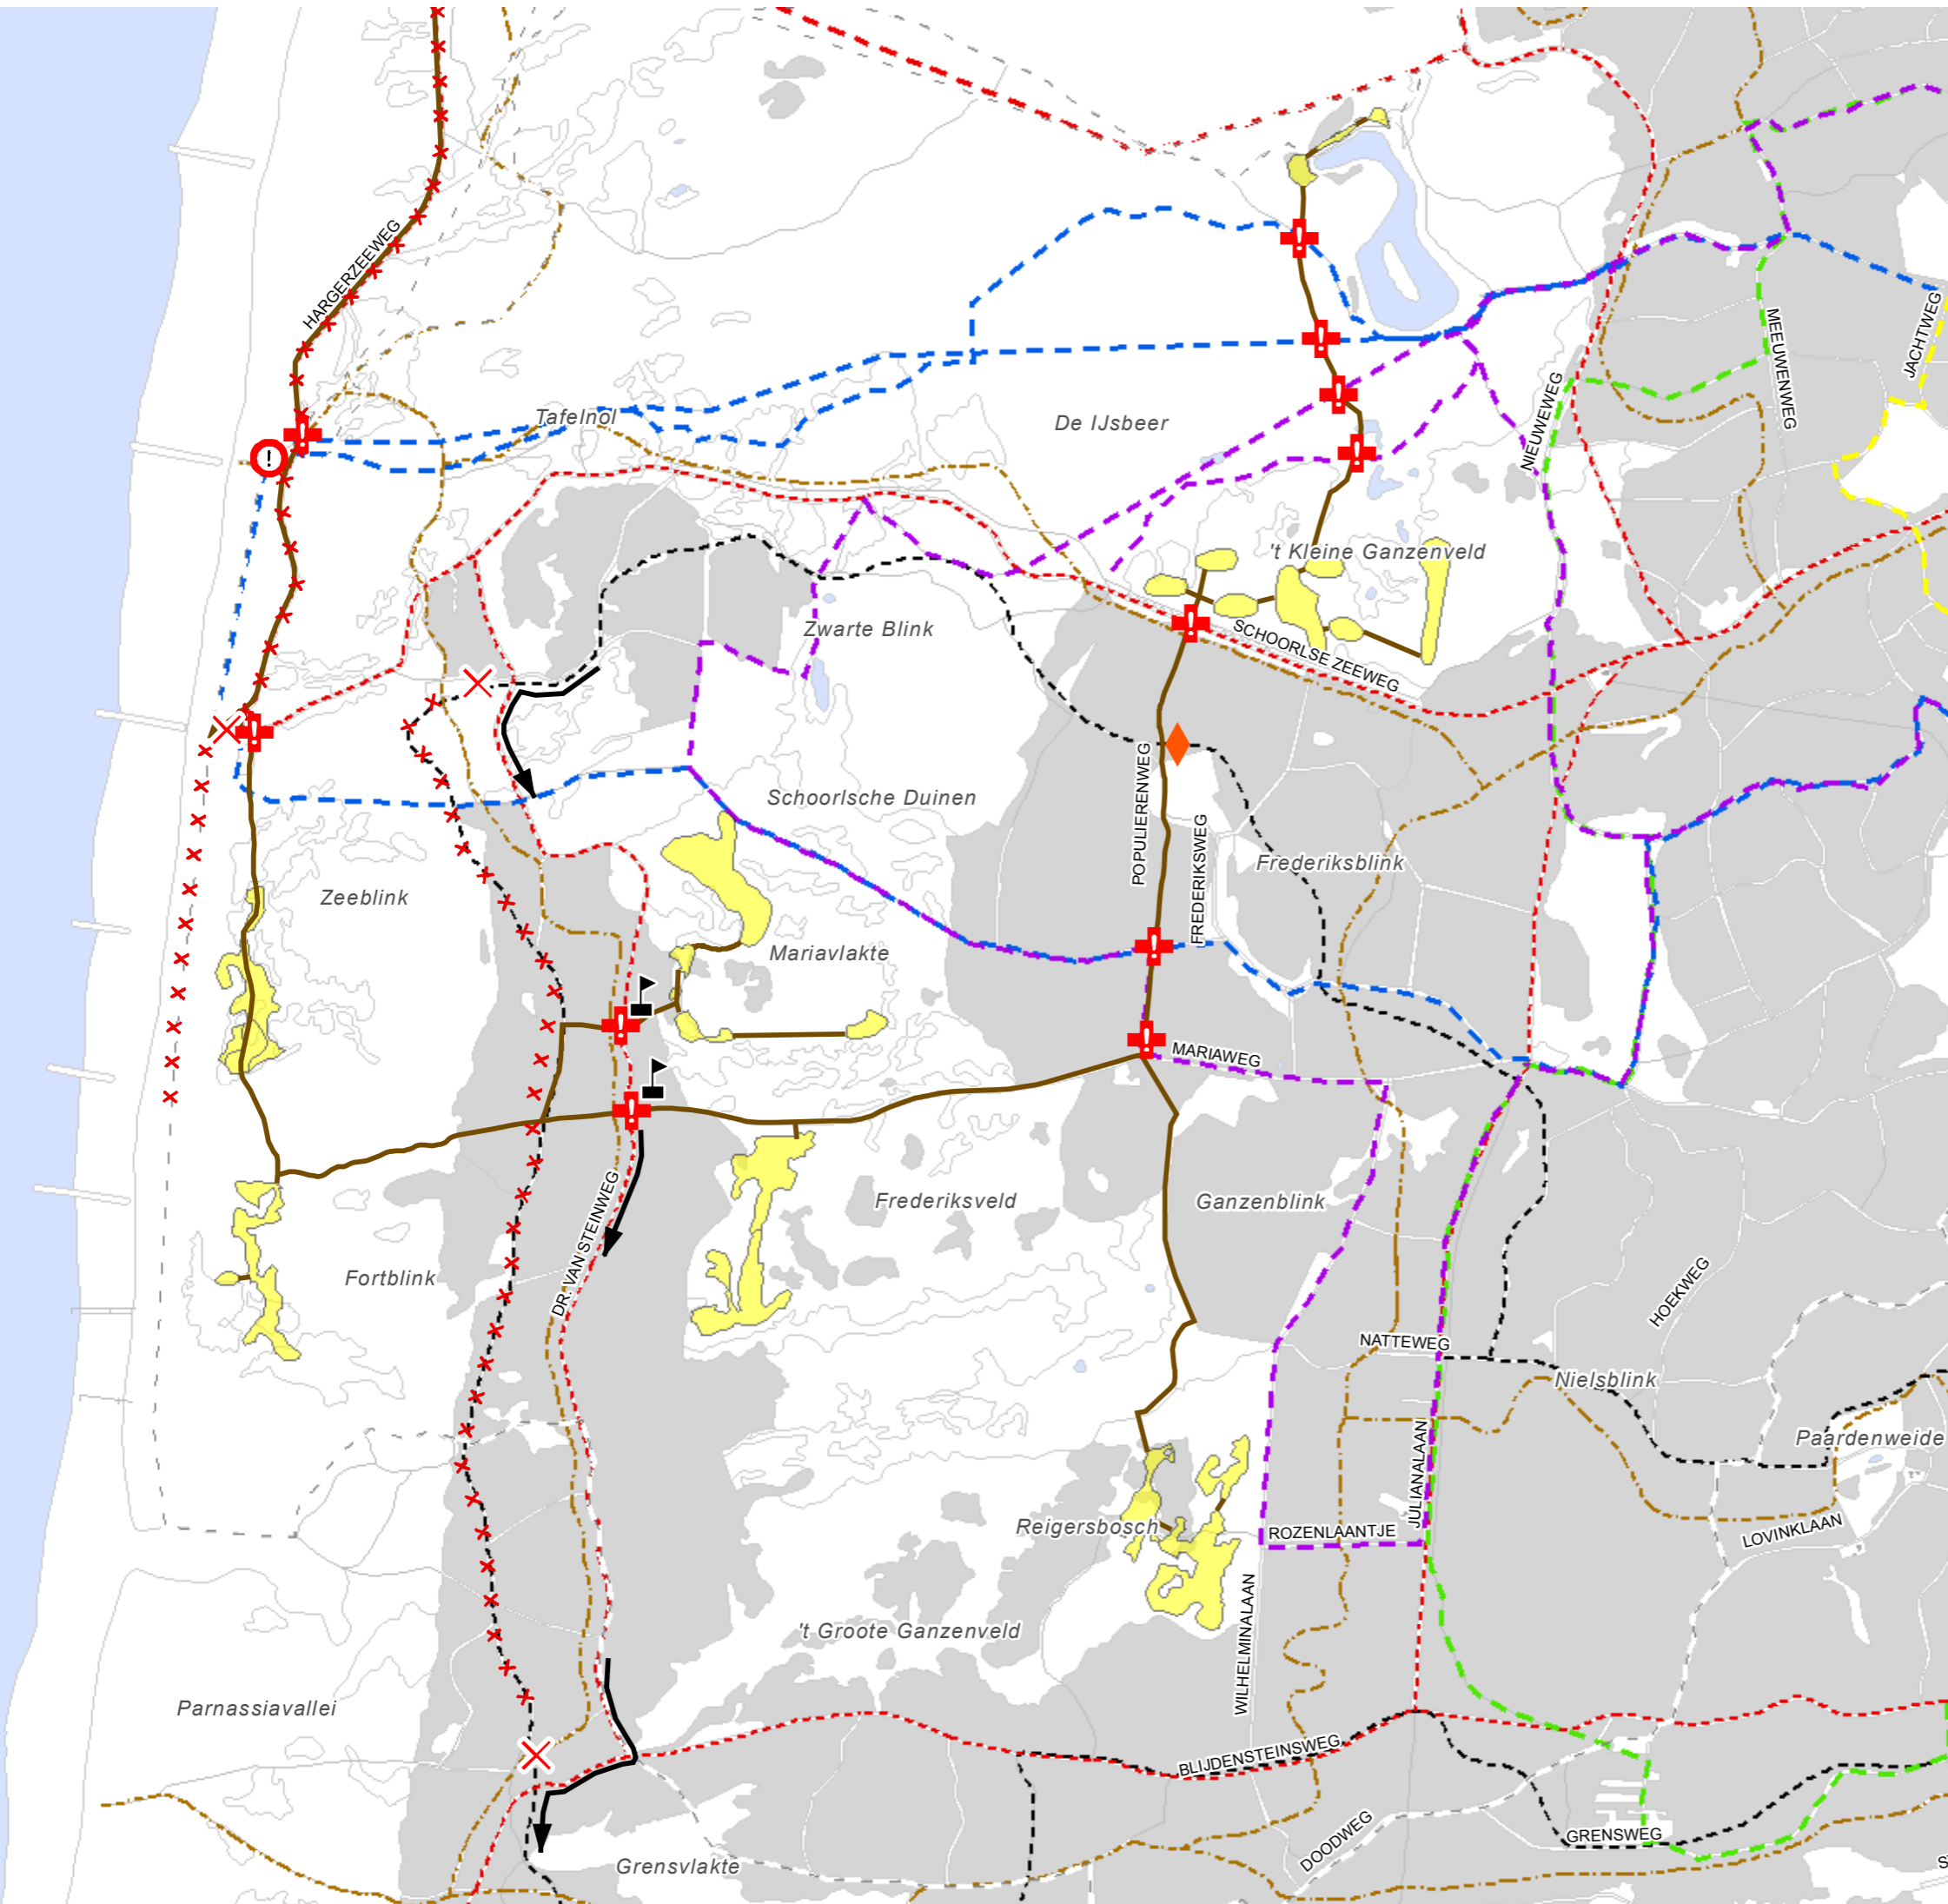 HARGERZEEWEG
MEEUWENWEG
JACHTWEG
Tafelnol
De IJsbeer
NIEUWEWEG
't Kleine Ganzenveld
Zwarte Blink
SCHOORLSE ZEEWEG
Schoorlsche Duinen
POPULIERENWEG
FREDERIKSWEG
Frederiksblink
Zeeblink
Mariavlakte
MARIAWEG
Frederiksveld
Ganzenblink
DR. VAN STEINWEG
Fortblink
HOEKWEG
NATTEWEG
Nielsblink
JULIANALAAN
Paardenweide
Reigersbosch
ROZENLAANTJE
LOVINKLAAN
't Groote Ganzenveld
WILHELMINALAAN
Parnassiavallei
BLIJDENSTEINSWEG
DOODWEG
GRENSWEG
Grensvlakte